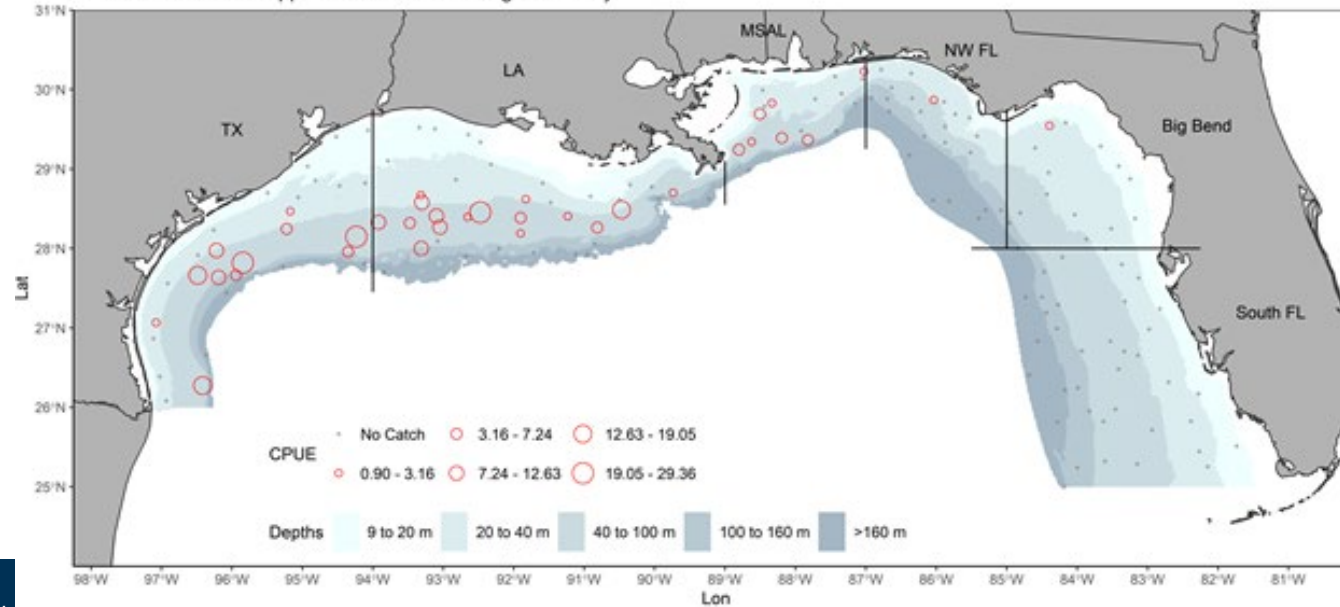 31°N
30°N
29°N
28°N
27°N
26°N
25°N
Lat
TX
LA
MSAL
NW FL
Big Bend
South FL
CPUE
No Catch
3.16 - 7.24
12.63 - 19.05
0.90 - 3.16
7.24 - 12.63
19.05 - 29.36
Depths
9 to 20 m
20 to 40 m
40 to 100 m
100 to 160 m
>160 m
98°W 97°W 96°W 95°W 94°W 93°W 92°W 91°W 90°W 89°W 88°W 87°W 86°W 85°W 84°W 83°W 82°W 81°W
Lon